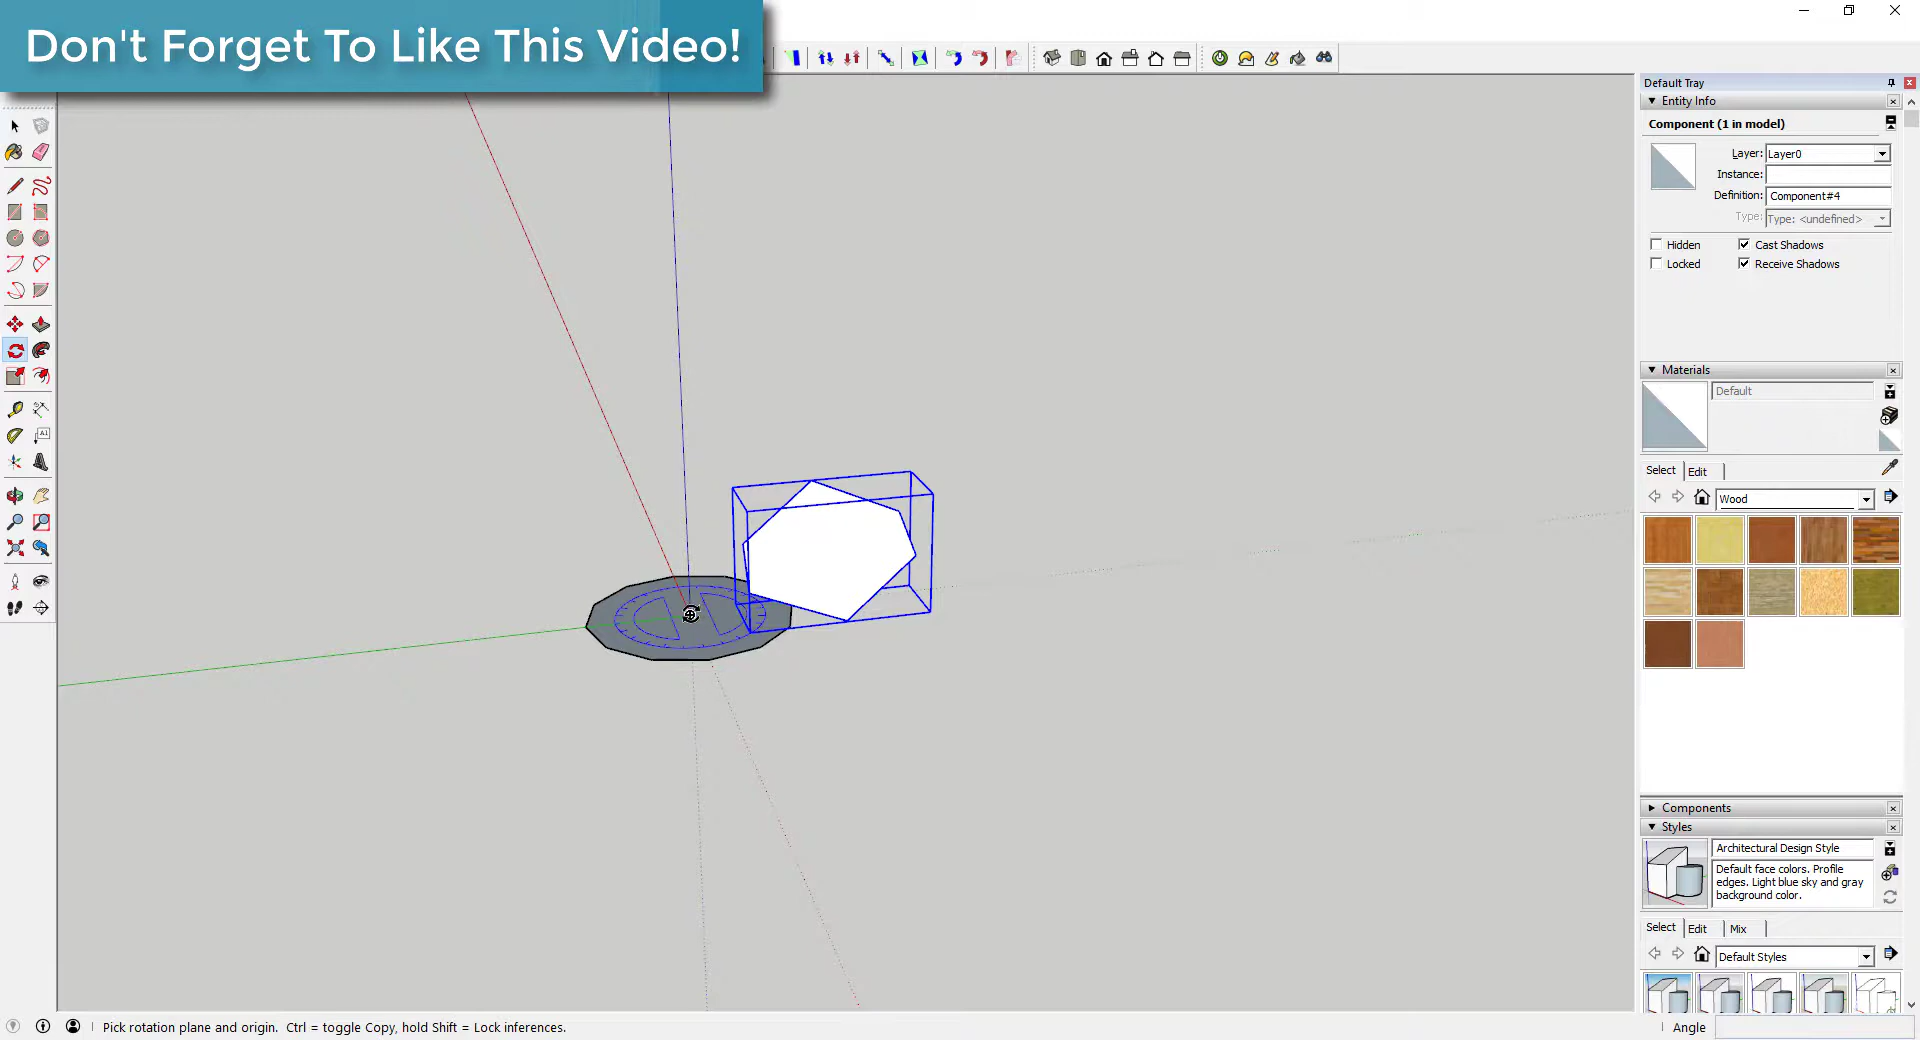 Don't Forget To Like This Video!
Default Tray
Entity Info
Component (1 in model)
Layer: Layer0
Instance:
Definition: Component#4
Type: Type: <undefined>
Hidden Cast Shadows
Locked Receive Shadows
Materials
Default
Select Edit
Wood
Components
Styles
Architectural Design Style
Default face colors. Profile
edges. Light blue sky and gray
background color.
Select Edit Mix
Default Styles
Pick rotation plane and origin. Ctrl = toggle Copy, hold Shift = Lock inferences.
Angle